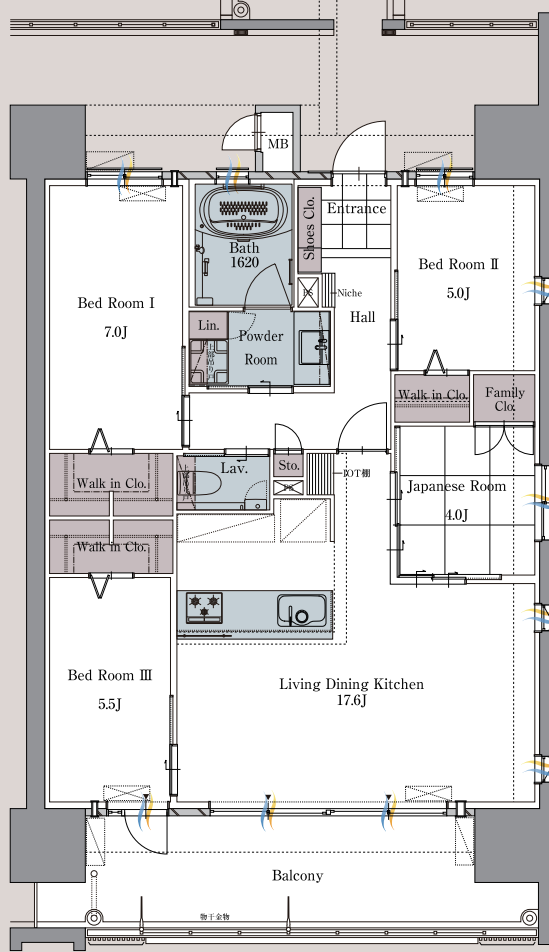 MB
Entrance
Shoes Clo.
Bath
1620
Bed Room Ⅱ
5.0J
Bed Room Ⅰ
7.0J
PS
Niche
Hall
Lin.
Powder
Room
Walk in Clo.
Family
Clo.
Lav.
Sto.
IOT棚
Walk in Clo.
Japanese Room
4.0J
Walk in Clo.
Bed Room Ⅲ
5.5J
Living Dining Kitchen
17.6J
Balcony
物干金物